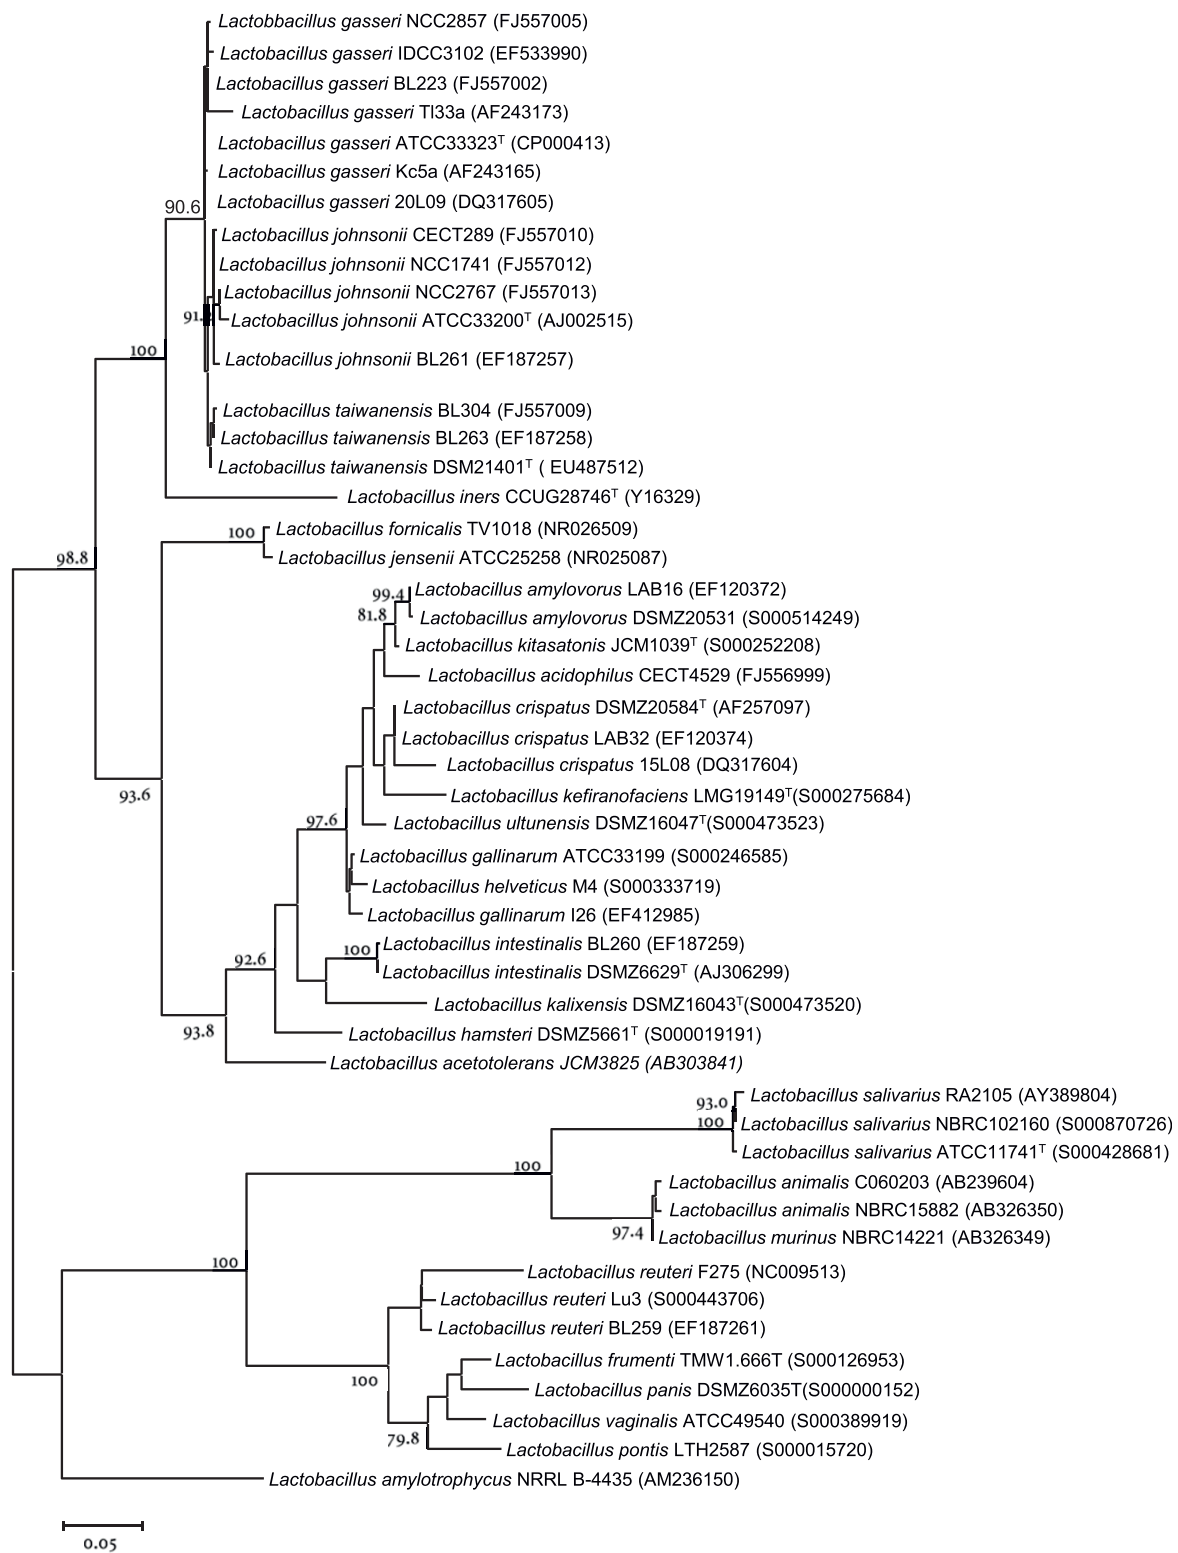 Lactobbacillus gasseri NCC2857 (FJ557005)
Lactobacillus gasseri IDCC3102 (EF533990)
Lactobacillus gasseri BL223 (FJ557002)
Lactobacillus gasseri TI33a (AF243173)
Lactobacillus gasseri ATCC33323ᵀ (CP000413)
Lactobacillus gasseri Kc5a (AF243165)
Lactobacillus gasseri 20L09 (DQ317605)
90.6
Lactobacillus johnsonii CECT289 (FJ557010)
Lactobacillus johnsonii NCC1741 (FJ557012)
Lactobacillus johnsonii NCC2767 (FJ557013)
91.
Lactobacillus johnsonii ATCC33200ᵀ (AJ002515)
100
Lactobacillus johnsonii BL261 (EF187257)
Lactobacillus taiwanensis BL304 (FJ557009)
Lactobacillus taiwanensis BL263 (EF187258)
Lactobacillus taiwanensis DSM21401ᵀ ( EU487512)
Lactobacillus iners CCUG28746ᵀ (Y16329)
100
Lactobacillus fornicalis TV1018 (NR026509)
98.8
Lactobacillus jensenii ATCC25258 (NR025087)
99.4
Lactobacillus amylovorus LAB16 (EF120372)
81.8
Lactobacillus amylovorus DSMZ20531 (S000514249)
Lactobacillus kitasatonis JCM1039ᵀ (S000252208)
Lactobacillus acidophilus CECT4529 (FJ556999)
Lactobacillus crispatus DSMZ20584ᵀ (AF257097)
Lactobacillus crispatus LAB32 (EF120374)
Lactobacillus crispatus 15L08 (DQ317604)
93.6
Lactobacillus kefiranofaciens LMG19149ᵀ(S000275684)
97.6
Lactobacillus ultunensis DSMZ16047ᵀ(S000473523)
Lactobacillus gallinarum ATCC33199 (S000246585)
Lactobacillus helveticus M4 (S000333719)
Lactobacillus gallinarum I26 (EF412985)
100
Lactobacillus intestinalis BL260 (EF187259)
92.6
Lactobacillus intestinalis DSMZ6629ᵀ (AJ306299)
Lactobacillus kalixensis DSMZ16043ᵀ(S000473520)
93.8
Lactobacillus hamsteri DSMZ5661ᵀ (S000019191)
Lactobacillus acetotolerans JCM3825 (AB303841)
93.0
Lactobacillus salivarius RA2105 (AY389804)
100
Lactobacillus salivarius NBRC102160 (S000870726)
Lactobacillus salivarius ATCC11741ᵀ (S000428681)
100
Lactobacillus animalis C060203 (AB239604)
Lactobacillus animalis NBRC15882 (AB326350)
97.4
Lactobacillus murinus NBRC14221 (AB326349)
100
Lactobacillus reuteri F275 (NC009513)
Lactobacillus reuteri Lu3 (S000443706)
Lactobacillus reuteri BL259 (EF187261)
Lactobacillus frumenti TMW1.666T (S000126953)
100
Lactobacillus panis DSMZ6035T(S000000152)
Lactobacillus vaginalis ATCC49540 (S000389919)
79.8
Lactobacillus pontis LTH2587 (S000015720)
Lactobacillus amylotrophycus NRRL B-4435 (AM236150)
0.05